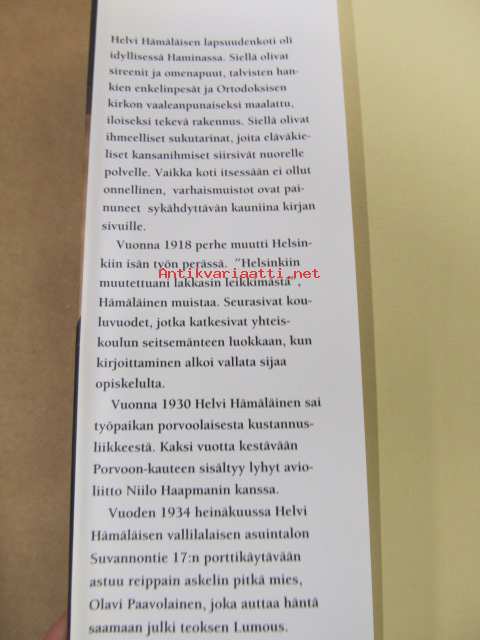 Helvi Hämäläisen lapsuudenkoti oli
idyllisessä Haminassa. Siellä olivat
sireenit ja omenapuut, talvisten han-
kien enkelinpesät ja Ortodoksisen
kirkon vaaleanpunaiseksi maalattu,
iloiseksi tekevä rakennus. Siellä olivat
ihmeelliset sukutarinat, joita eläväkie-
liset kansanihmiset siirsivät nuorelle
polvelle. Vaikka koti itsessään ei ollut
onnellinen, varhaismuistot ovat pai-
nuneet sykähdyttävän kauniina kirjan
sivuille.
Vuonna 1918 perhe muutti Helsin-
kiin isän työn perässä. "Helsinkiin
Antikvariaatti.net
muutettuani lakkasin leikkimästä",
Hämäläinen muistaa. Seurasivat kou-
luvuodet, jotka katkesivat yhteis-
koulun seitsemänteen luokkaan, kun
kirjoittaminen alkoi vallata sijaa
opiskelulta.
Vuonna 1930 Helvi Hämäläinen sai
työpaikan porvoolaisesta kustannus-
liikkeestä. Kaksi vuotta kestävään
Porvoon-kauteen sisältyy lyhyt avio-
liitto Niilo Haapmanin kanssa.
Vuoden 1934 heinäkuussa Helvi
Hämäläisen vallilalaisen asuintalon
Suvannontie 17:n porttikäytävään
astuu reippain askelin pitkä mies,
Olavi Paavolainen, joka auttaa häntä
saamaan julki teoksen Lumous.